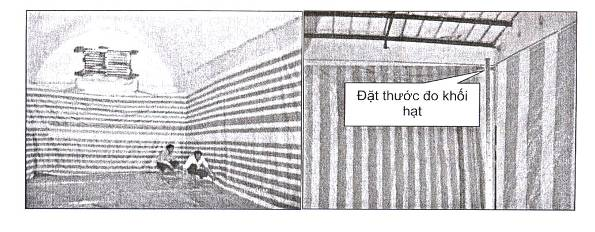 Đặt thước đo khối
hạt